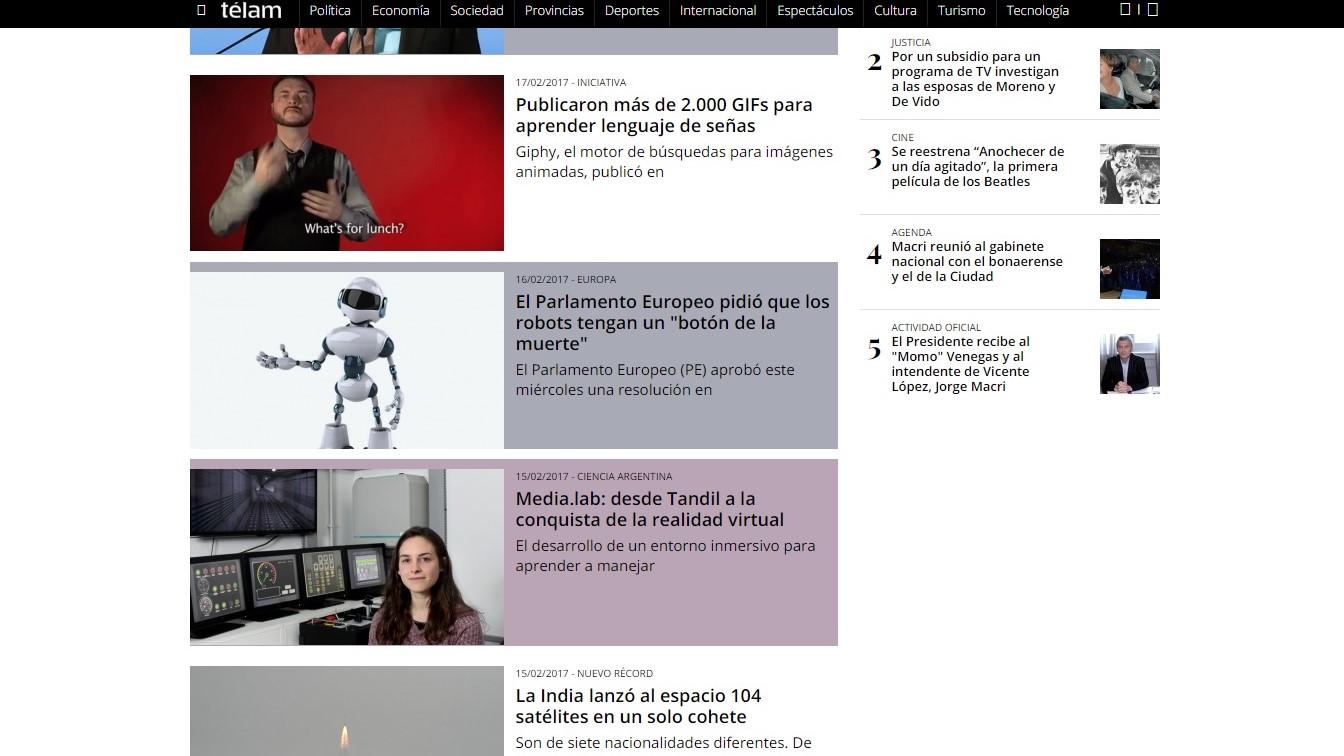 télam
Política
Economía
Sociedad
Provincias
Deportes
Internacional
Espectáculos
Cultura
Turismo
Tecnología
17/02/2017 - INICIATIVA
Publicaron más de 2.000 GIFs para
aprender lenguaje de señas
Giphy, el motor de búsquedas para imágenes
animadas, publicó en
What's for lunch?
16/02/2017 - EUROPA
El Parlamento Europeo pidió que los
robots tengan un "botón de la
muerte"
El Parlamento Europeo (PE) aprobó este
miércoles una resolución en
15/02/2017 - CIENCIA ARGENTINA
Media.lab: desde Tandil a la
conquista de la realidad virtual
El desarrollo de un entorno inmersivo para
aprender a manejar
15/02/2017 - NUEVO RÉCORD
La India lanzó al espacio 104
satélites en un solo cohete
Son de siete nacionalidades diferentes. De
2
JUSTICIA
Por un subsidio para un
programa de TV investigan
a las esposas de Moreno y
De Vido
3
CINE
Se reestrena “Anochecer de
un día agitado”, la primera
película de los Beatles
4
AGENDA
Macri reunió al gabinete
nacional con el bonaerense
y el de la Ciudad
5
ACTIVIDAD OFICIAL
El Presidente recibe al
"Momo" Venegas y al
intendente de Vicente
López, Jorge Macri